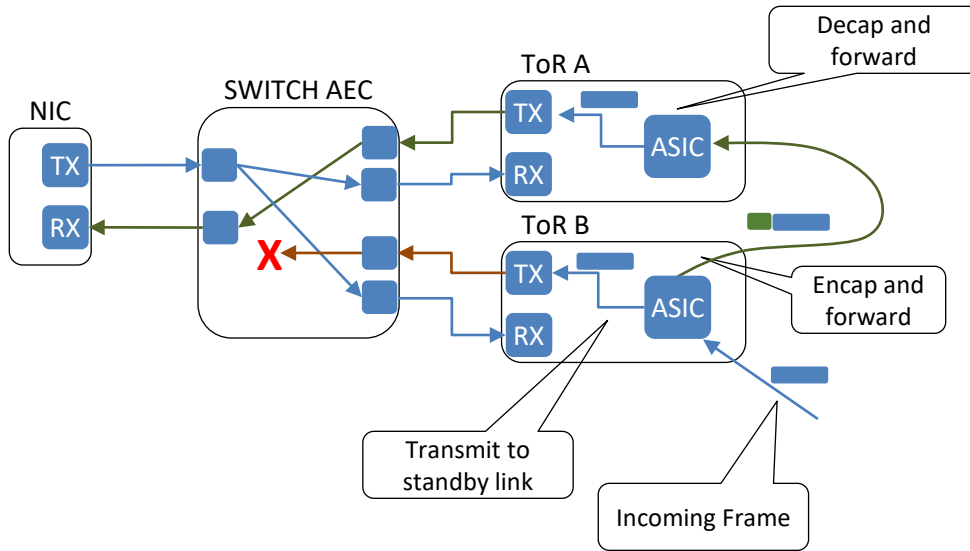 Decap and
forward
ToR A
SWITCH AEC
NIC
TX
ASIC
TX
RX
RX
ToR B
X
TX
ASIC
Encap and
forward
RX
Transmit to
standby link
Incoming Frame